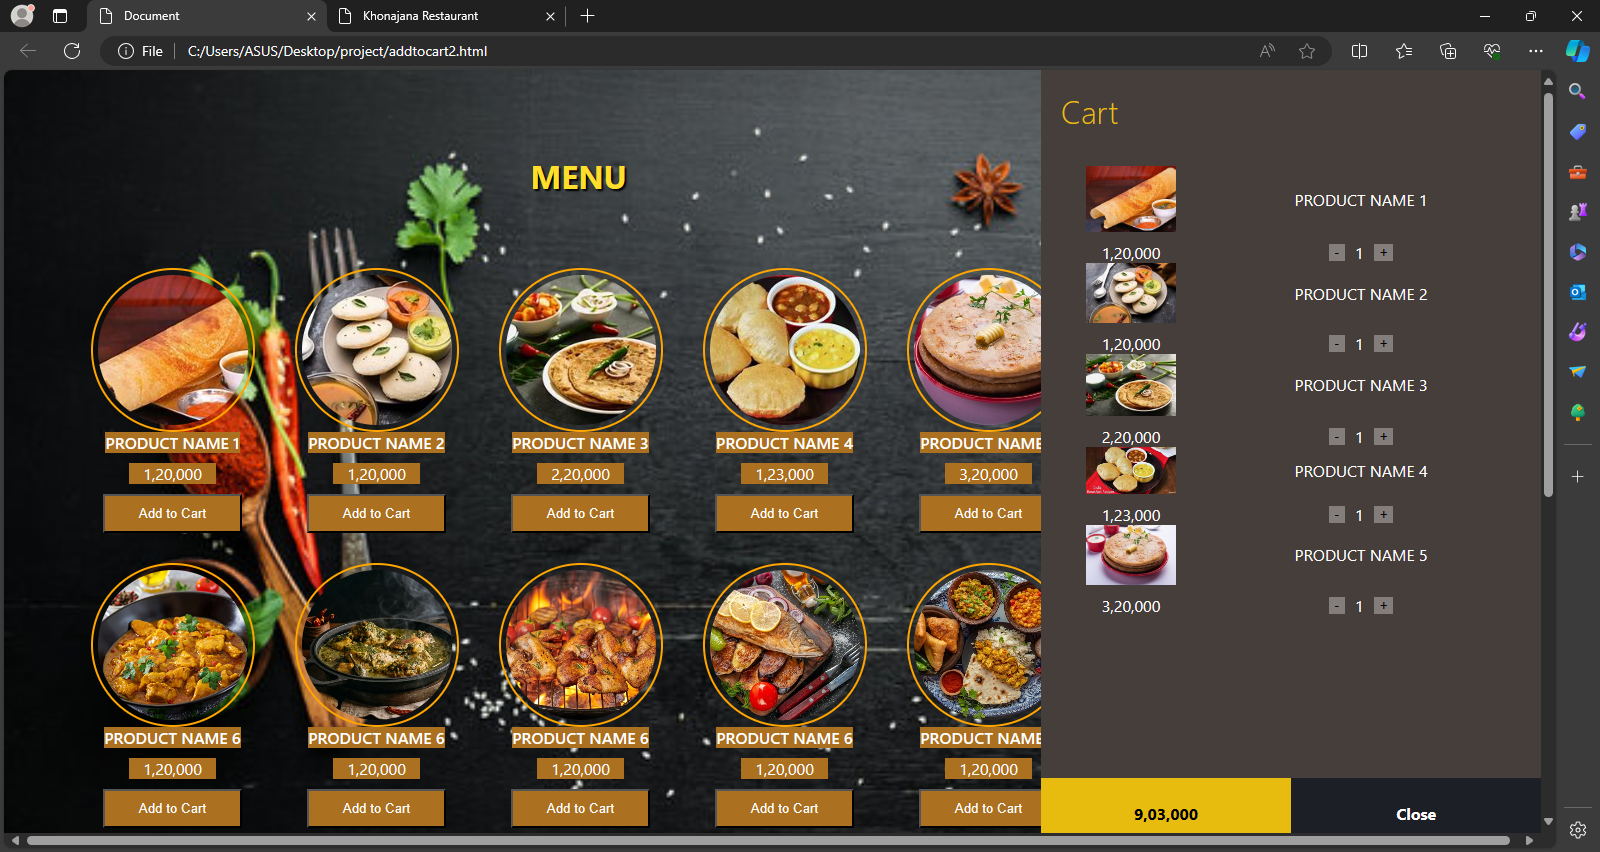 Document
Khonajana Restaurant
File
C:/Users/ASUS/Desktop/project/addtocart2.html
MENU
PRODUCT NAME 1
PRODUCT NAME 2
PRODUCT NAME 3
PRODUCT NAME 4
PRODUCT NAME
1,20,000
1,20,000
2,20,000
1,23,000
3,20,000
Add to Cart
Add to Cart
Add to Cart
Add to Cart
Add to Cart
PRODUCT NAME 6
PRODUCT NAME 6
PRODUCT NAME 6
PRODUCT NAME 6
PRODUCT NAME
1,20,000
1,20,000
1,20,000
1,20,000
1,20,000
Add to Cart
Add to Cart
Add to Cart
Add to Cart
Add to Cart
Cart
PRODUCT NAME 1
1,20,000
- 1 +
PRODUCT NAME 2
1,20,000
- 1 +
PRODUCT NAME 3
2,20,000
- 1 +
PRODUCT NAME 4
1,23,000
- 1 +
PRODUCT NAME 5
3,20,000
- 1 +
9,03,000
Close